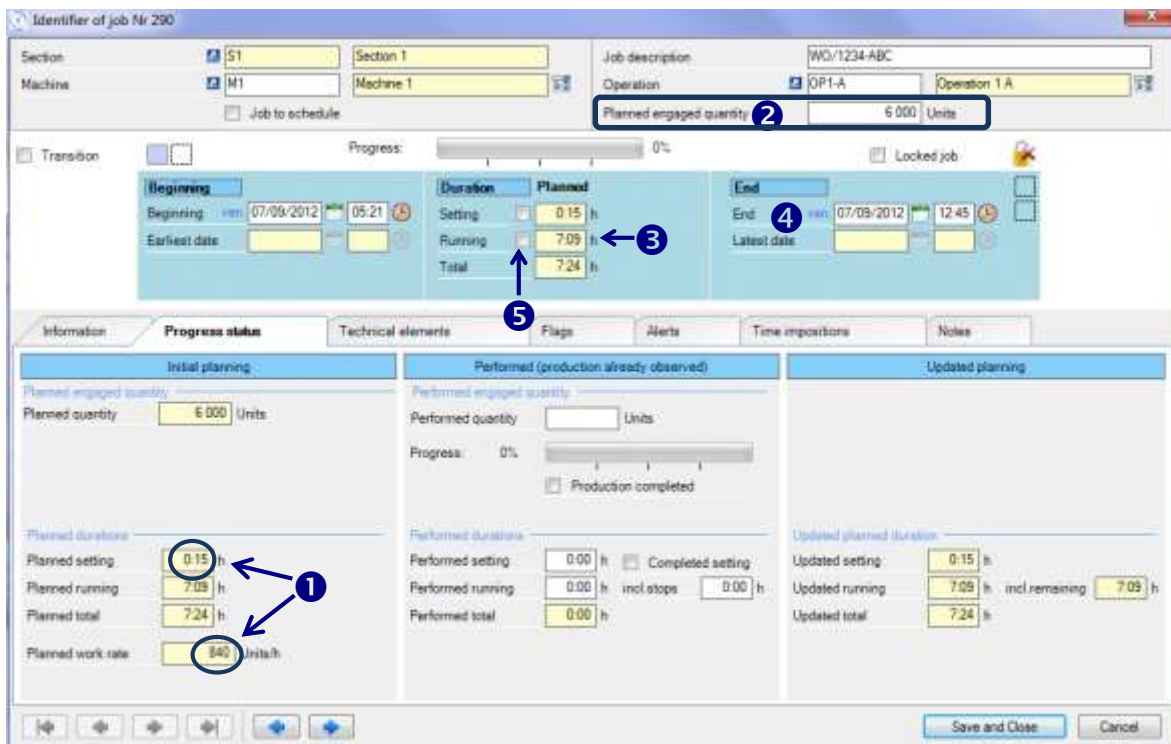 Identifier of job Nr 290
Section S1 Section 1 Job description WO/1234-ABC
Machine M1 Machine 1 Operation OP1-A Operation 1 A
Job to schedule Planned engaged quantity ❷ 6 000 Units
Transition Progress: 0% Locked job
Beginning Duration Planned End
Beginning ven 07/09/2012 05:21 Setting 0:15 h End ❹ ven 07/09/2012 12:45
Earliest date Running 7:09 h ❸ Latest date
Total 7:24 h
❺
Information Progress status Technical elements Flags Alerts Time impositions Notes
Initial planning Performed (production already observed) Updated planning
Planned engaged quantity Performed engaged quantity
Planned quantity 6 000 Units Performed quantity Units
Progress: 0%
Production completed
Planned durations Performed durations Updated planned duration
Planned setting 0:15 h Performed setting 0:00 h Completed setting Updated setting 0:15 h
❶
Planned running 7:09 h Performed running 0:00 h incl.stops 0:00 h Updated running 7:09 h incl.remaining 7:09 h
Planned total 7:24 h Performed total 0:00 h Updated total 7:24 h
Planned work rate 840 Units/h
Save and Close Cancel